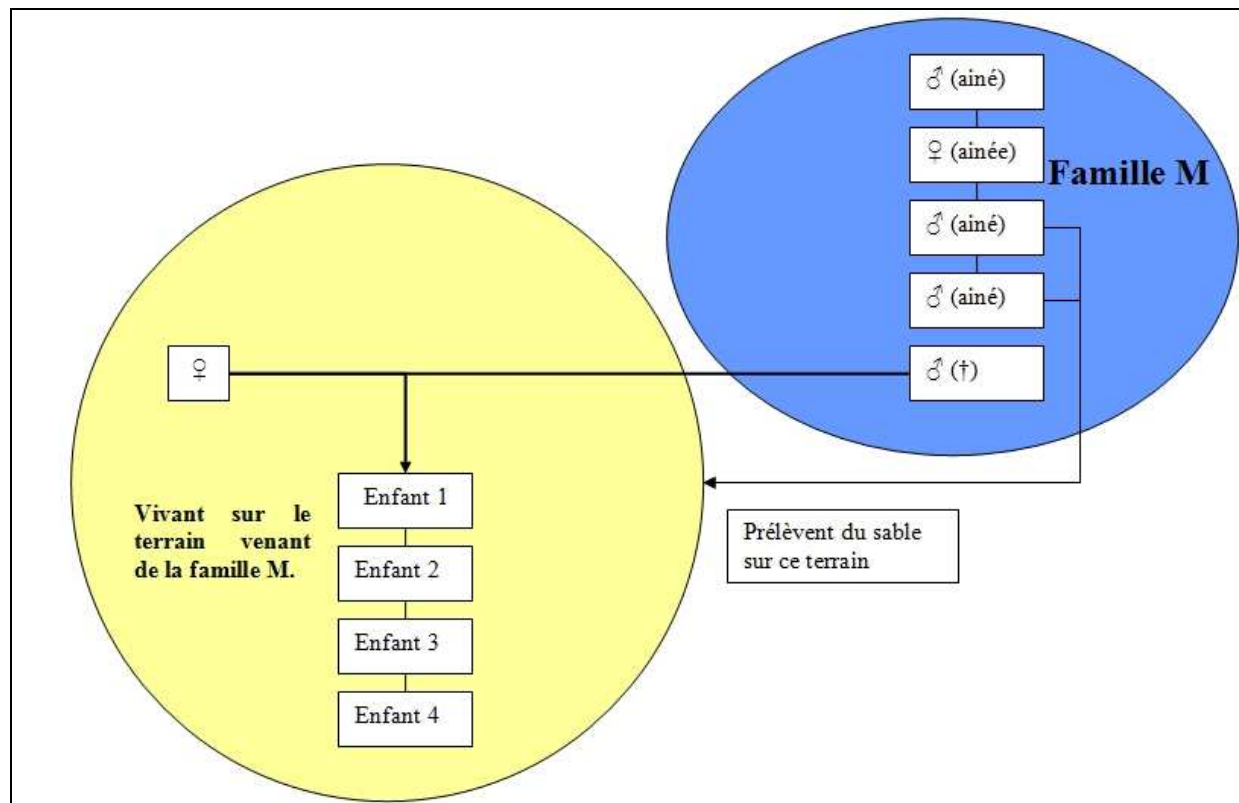 ♂ (ainé)
♀ (ainée)
Famille M
♂ (ainé)
♂ (ainé)
♀
♂ (†)
Enfant 1
Vivant sur le
terrain venant
de la famille M.
Enfant 2
Enfant 3
Enfant 4
Prélèvent du sable
sur ce terrain